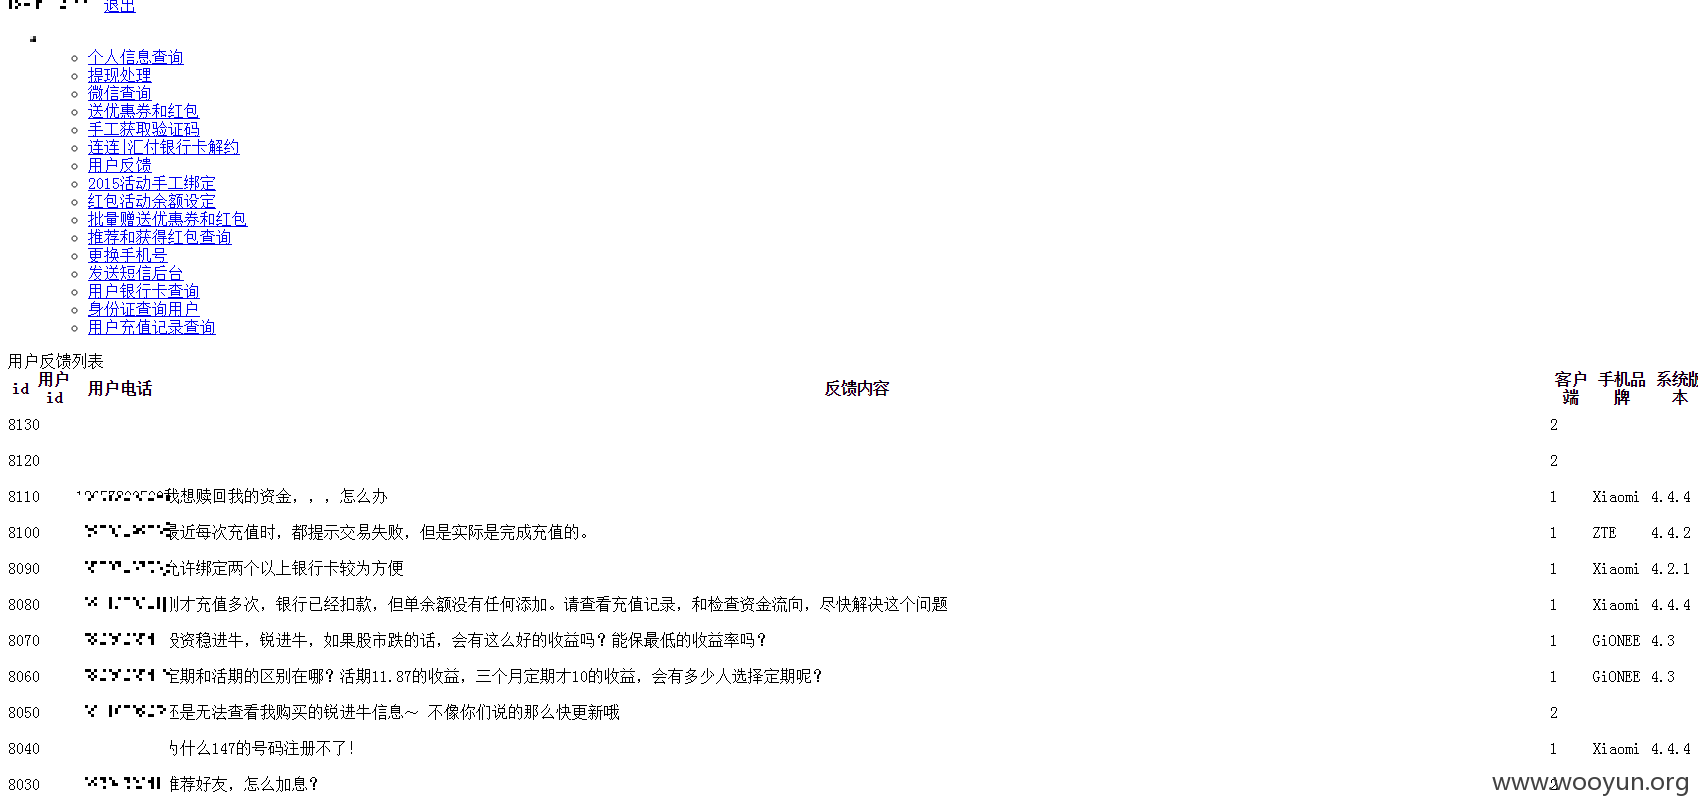 退出
个人信息查询
提现处理
微信查询
送优惠券和红包
手工获取验证码
连连|汇付银行卡解约
用户反馈
2015活动手工绑定
红包活动余额设定
批量赠送优惠券和红包
推荐和获得红包查询
更换手机号
发送短信后台
用户银行卡查询
身份证查询用户
用户充值记录查询
用户反馈列表
id 用户id 用户电话 反馈内容 客户端 手机品牌 系统版本
8130 2
8120 2
8110 我想赎回我的资金，，，怎么办 1 Xiaomi 4.4.4
8100 最近每次充值时，都提示交易失败，但是实际是完成充值的。 1 ZTE 4.4.2
8090 允许绑定两个以上银行卡较为方便 1 Xiaomi 4.2.1
8080 刚才充值多次，银行已经扣款，但单余额没有任何添加。请查看充值记录，和检查资金流向，尽快解决这个问题 1 Xiaomi 4.4.4
8070 投资稳进牛，锐进牛，如果股市跌的话，会有这么好的收益吗？能保最低的收益率吗？ 1 GiONEE 4.3
8060 定期和活期的区别在哪？活期11.87的收益，三个月定期才10的收益，会有多少人选择定期呢？ 1 GiONEE 4.3
8050 还是无法查看我购买的锐进牛信息～ 不像你们说的那么快更新哦 2
8040 为什么147的号码注册不了！ 1 Xiaomi 4.4.4
8030 推荐好友，怎么加息？ 2
www.wooyun.org